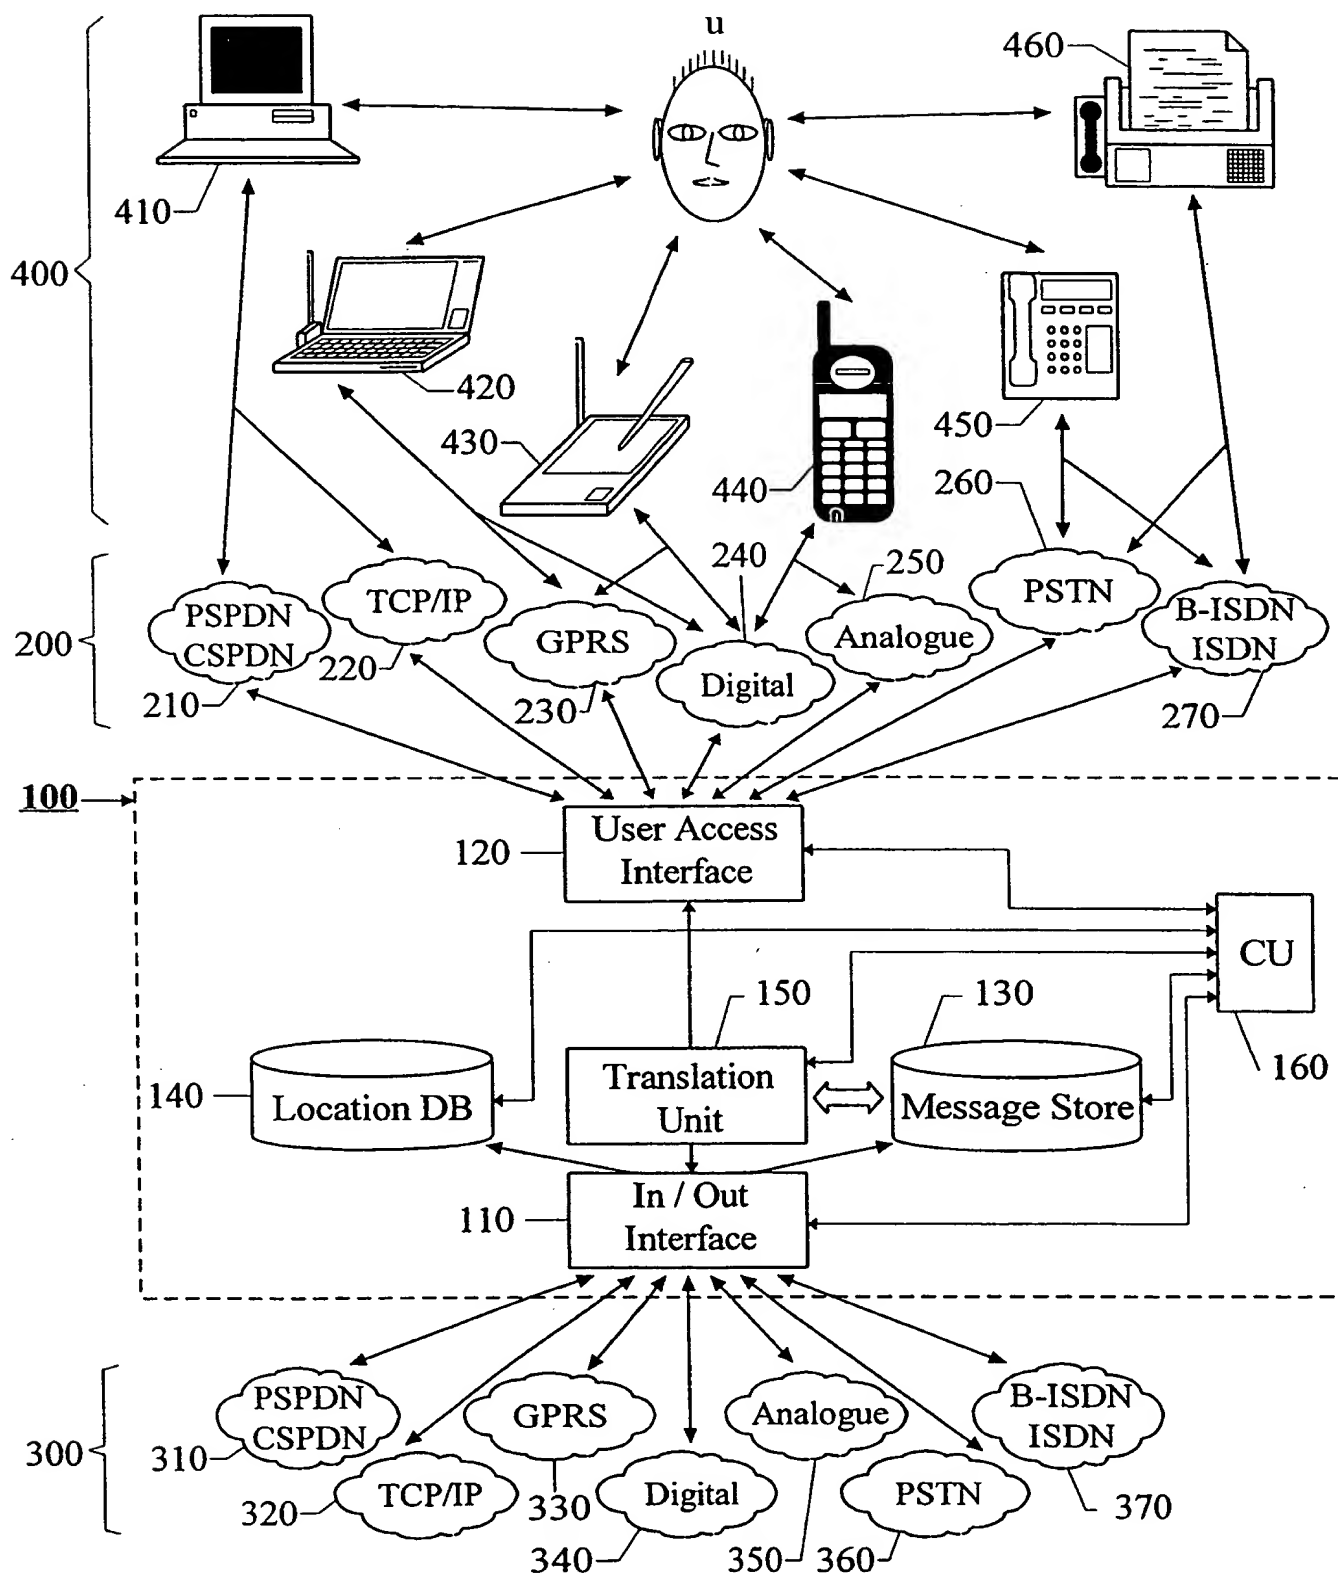 u
460
410
400
420
430
440
450
260
240
250
200
PSPDN
CSPDN
210
TCP/IP
220
GPRS
230
Digital
Analogue
PSTN
B-ISDN
ISDN
270
100
120
User Access
Interface
CU
160
150
130
140
Location DB
Translation
Unit
Message Store
110
In / Out
Interface
300
PSPDN
CSPDN
310
TCP/IP
320
GPRS
330
Digital
340
Analogue
350
PSTN
360
B-ISDN
ISDN
370